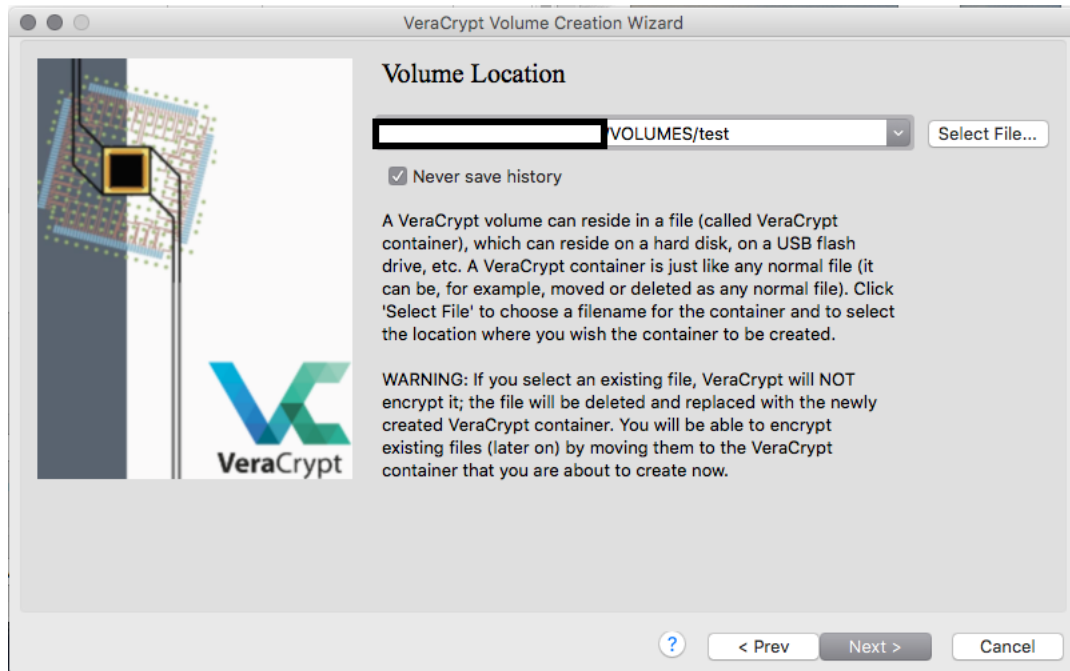 VeraCrypt Volume Creation Wizard
Volume Location
/VOLUMES/test
Select File...
Never save history
A VeraCrypt volume can reside in a file (called VeraCrypt
container), which can reside on a hard disk, on a USB flash
drive, etc. A VeraCrypt container is just like any normal file (it
can be, for example, moved or deleted as any normal file). Click
'Select File' to choose a filename for the container and to select
the location where you wish the container to be created.
WARNING: If you select an existing file, VeraCrypt will NOT
encrypt it; the file will be deleted and replaced with the newly
created VeraCrypt container. You will be able to encrypt
existing files (later on) by moving them to the VeraCrypt
container that you are about to create now.
VeraCrypt
?
< Prev
Next >
Cancel